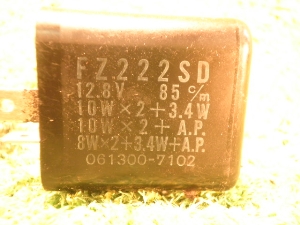 FZ222SD
12.8V 85 c/m
10W×2+3.4W
10W×2+A.P.
8W×2+3.4W+A.P.
061300-7102